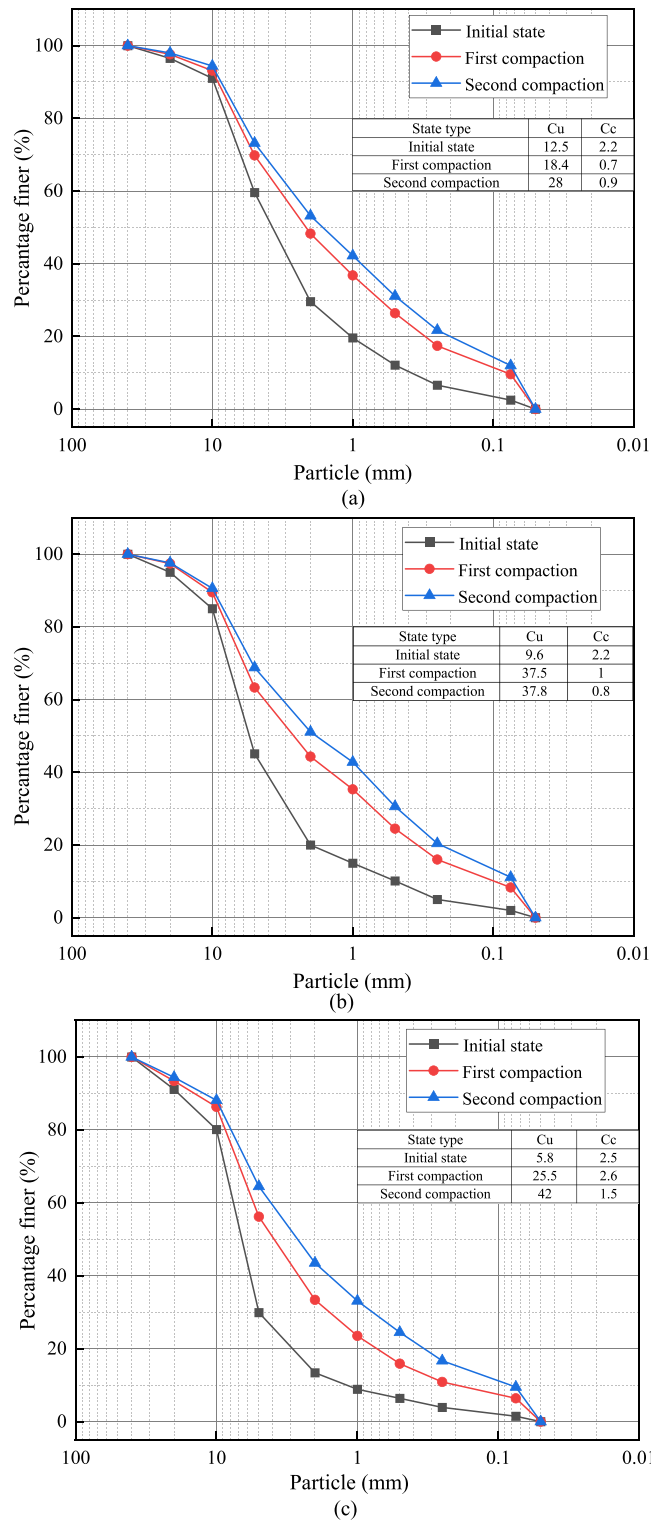 Initial state
First compaction
Second compaction
State type Cu Cc
Initial state 12.5 2.2
First compaction 18.4 0.7
Second compaction 28 0.9
Percantage finer (%)
100
80
60
40
20
0
100 10 1 0.1 0.01
Particle (mm)
(a)
Initial state
First compaction
Second compaction
State type Cu Cc
Initial state 9.6 2.2
First compaction 37.5 1
Second compaction 37.8 0.8
Percantage finer (%)
100
80
60
40
20
0
100 10 1 0.1 0.01
Particle (mm)
(b)
Initial state
First compaction
Second compaction
State type Cu Cc
Initial state 5.8 2.5
First compaction 25.5 2.6
Second compaction 42 1.5
Percantage finer (%)
100
80
60
40
20
0
100 10 1 0.1 0.01
Particle (mm)
(c)